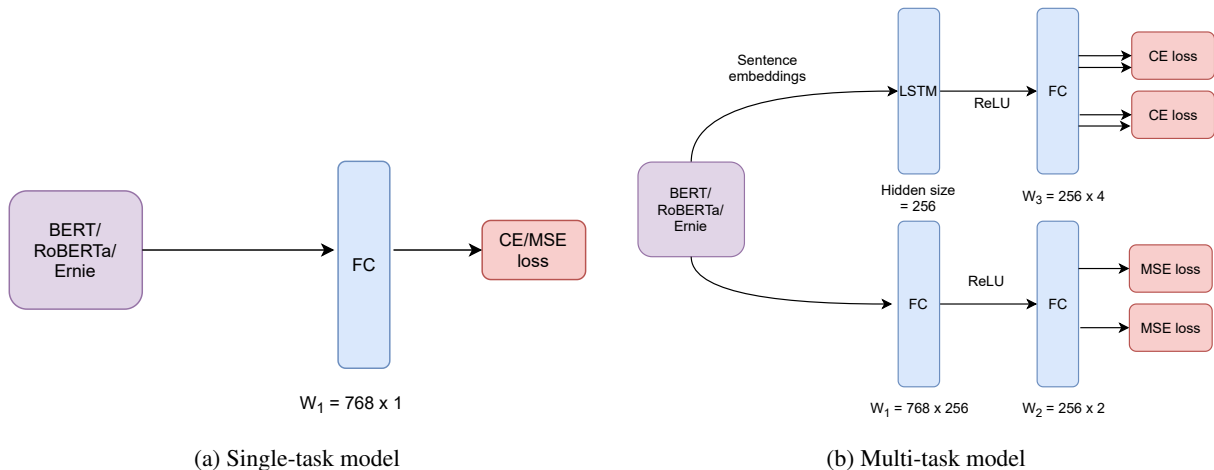 BERT/
RoBERTa/
Ernie
FC
CE/MSE
loss
W1 = 768 x 1
(a) Single-task model
Sentence
embeddings
LSTM
ReLU
FC
CE loss
CE loss
Hidden size
= 256
W3 = 256 x 4
BERT/
RoBERTa/
Ernie
FC
ReLU
FC
MSE loss
MSE loss
W1 = 768 x 256
W2 = 256 x 2
(b) Multi-task model